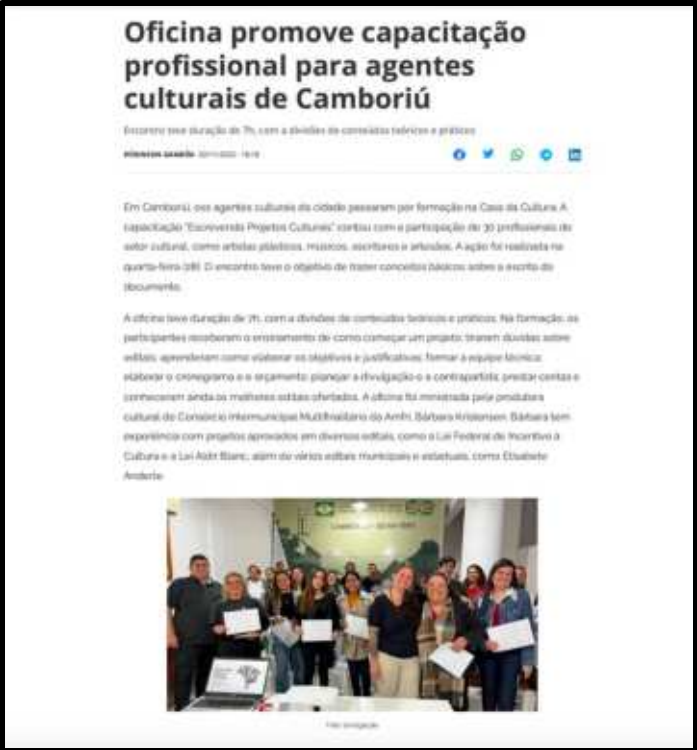 Oficina promove capacitação
profissional para agentes
culturais de Camboriú
Encontro teve duração de 7h, com a divisões de conteúdos teóricos e práticos
Em Camboriú, oss agentes culturais da cidade passaram por formação na Casa da Cultura. A
capacitação "Escrevendo Projetos Culturais" contou com a participação de 30 profissionais do
setor cultural, como artistas plásticos, músicos, escritores e artesãos. A ação foi realizada na
quarta-feira (28). O encontro teve o objetivo de trazer conceitos básicos sobre a escrita do
documento.
A oficina teve duração de 7h, com a divisões de conteúdos teóricos e práticos. Na formação, os
participantes receberam o ensinamento de como começar um projeto; tiraram dúvidas sobre
editais; aprenderam como elaborar os objetivos e justificativas; formar a equipe técnica;
elaborar o cronograma e o orçamento; planejar a divulgação e a contrapartida; prestar contas e
conheceram ainda os melhores editais ofertados. A oficina foi ministrada pela produtora
cultural do Consórcio Intermunicipal Multifinalitário da Amfri, Bárbara Kristensen. Bárbara tem
experiência com projetos aprovados em diversos editais, como a Lei Federal de Incentivo à
Cultura e a Lei Aldir Blanc, além de vários editais municipais e estaduais, como Elisabete
Anderle.